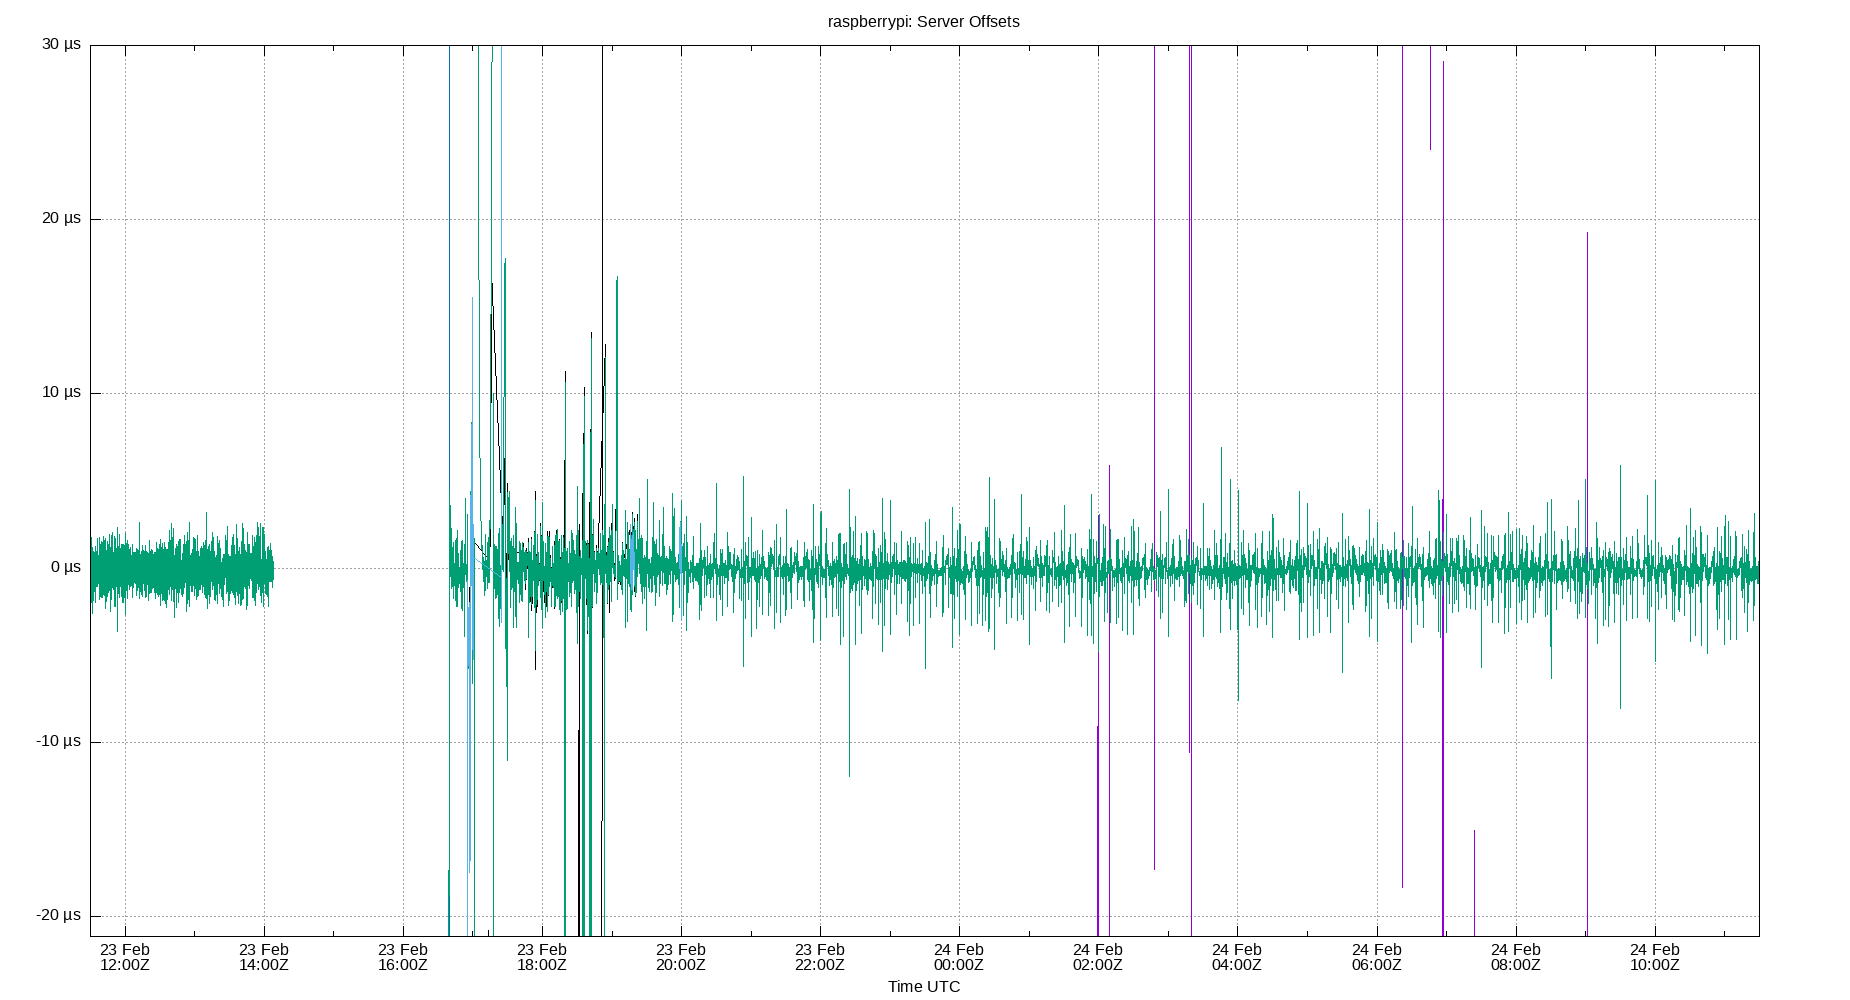 raspberrypi: Server Offsets
30 µs
20 µs
10 µs
0 µs
-10 µs
-20 µs
23 Feb 23 Feb 23 Feb 23 Feb 23 Feb 23 Feb 24 Feb 24 Feb 24 Feb 24 Feb 24 Feb 24 Feb
12:00Z 14:00Z 16:00Z 18:00Z 20:00Z 22:00Z 00:00Z 02:00Z 04:00Z 06:00Z 08:00Z 10:00Z
Time UTC